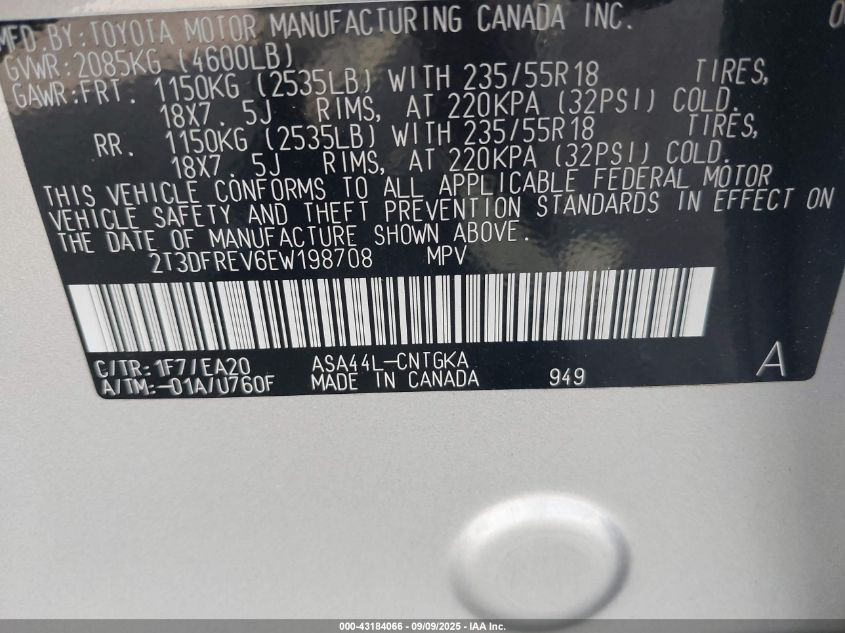 MFD.BY:TOYOTA MOTOR MANUFACTURING CANADA INC.
GVWR:2085KG (4600LB)
GAWR:FRT. 1150KG (2535LB) WITH 235/55R18 TIRES,
18X7. 5J RIMS, AT 220KPA (32PSI) COLD.
RR. 1150KG (2535LB) WITH 235/55R18 TIRES,
18X7. 5J RIMS, AT 220KPA (32PSI) COLD.
THIS VEHICLE CONFORMS TO ALL APPLICABLE FEDERAL MOTOR
VEHICLE SAFETY AND THEFT PREVENTION STANDARDS IN EFFECT ON
THE DATE OF MANUFACTURE SHOWN ABOVE.
2T3DFREV6EW198708 MPV
C/TR:1F7/EA20 ASA44L-CNTGKA
A/TM:-01A/U760F MADE IN CANADA 949 A
000-43184066 - 09/09/2025 - IAA Inc.